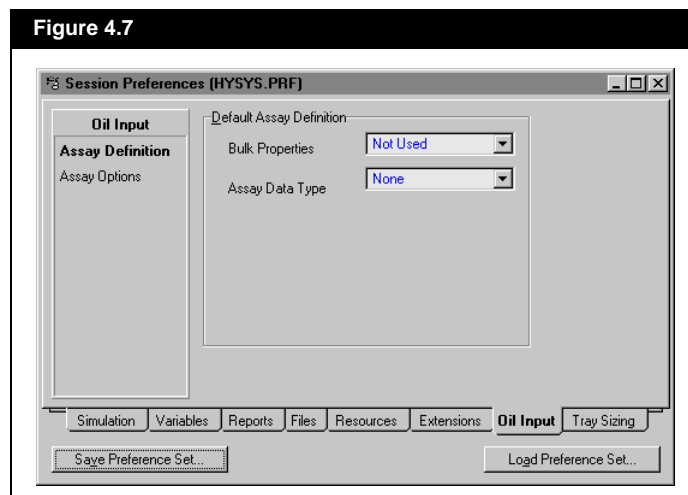 Figure 4.7
Session Preferences (HYSYS.PRF)
Oil Input
Assay Definition
Assay Options
Default Assay Definition
Bulk Properties Not Used
Assay Data Type None
Simulation Variables Reports Files Resources Extensions Oil Input Tray Sizing
Save Preference Set... Load Preference Set...